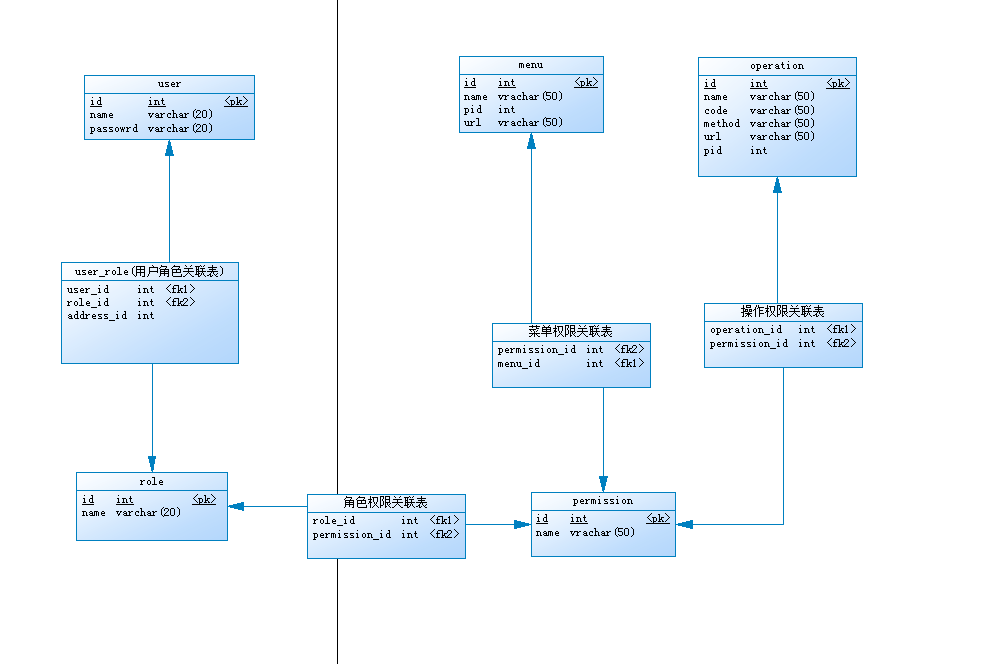 user
id int <pk>
name varchar(20)
passowrd varchar(20)
menu
id int <pk>
name vrachar(50)
pid int
url vrachar(50)
operation
id int <pk>
name varchar(50)
code varchar(50)
method varchar(50)
url varchar(50)
pid int
user_role(用户角色关联表)
user_id int <fk1>
role_id int <fk2>
address_id int
菜单权限关联表
permission_id int <fk2>
menu_id int <fk1>
操作权限关联表
operation_id int <fk1>
permission_id int <fk2>
role
id int <pk>
name varchar(20)
角色权限关联表
role_id int <fk1>
permission_id int <fk2>
permission
id int <pk>
name vrachar(50)